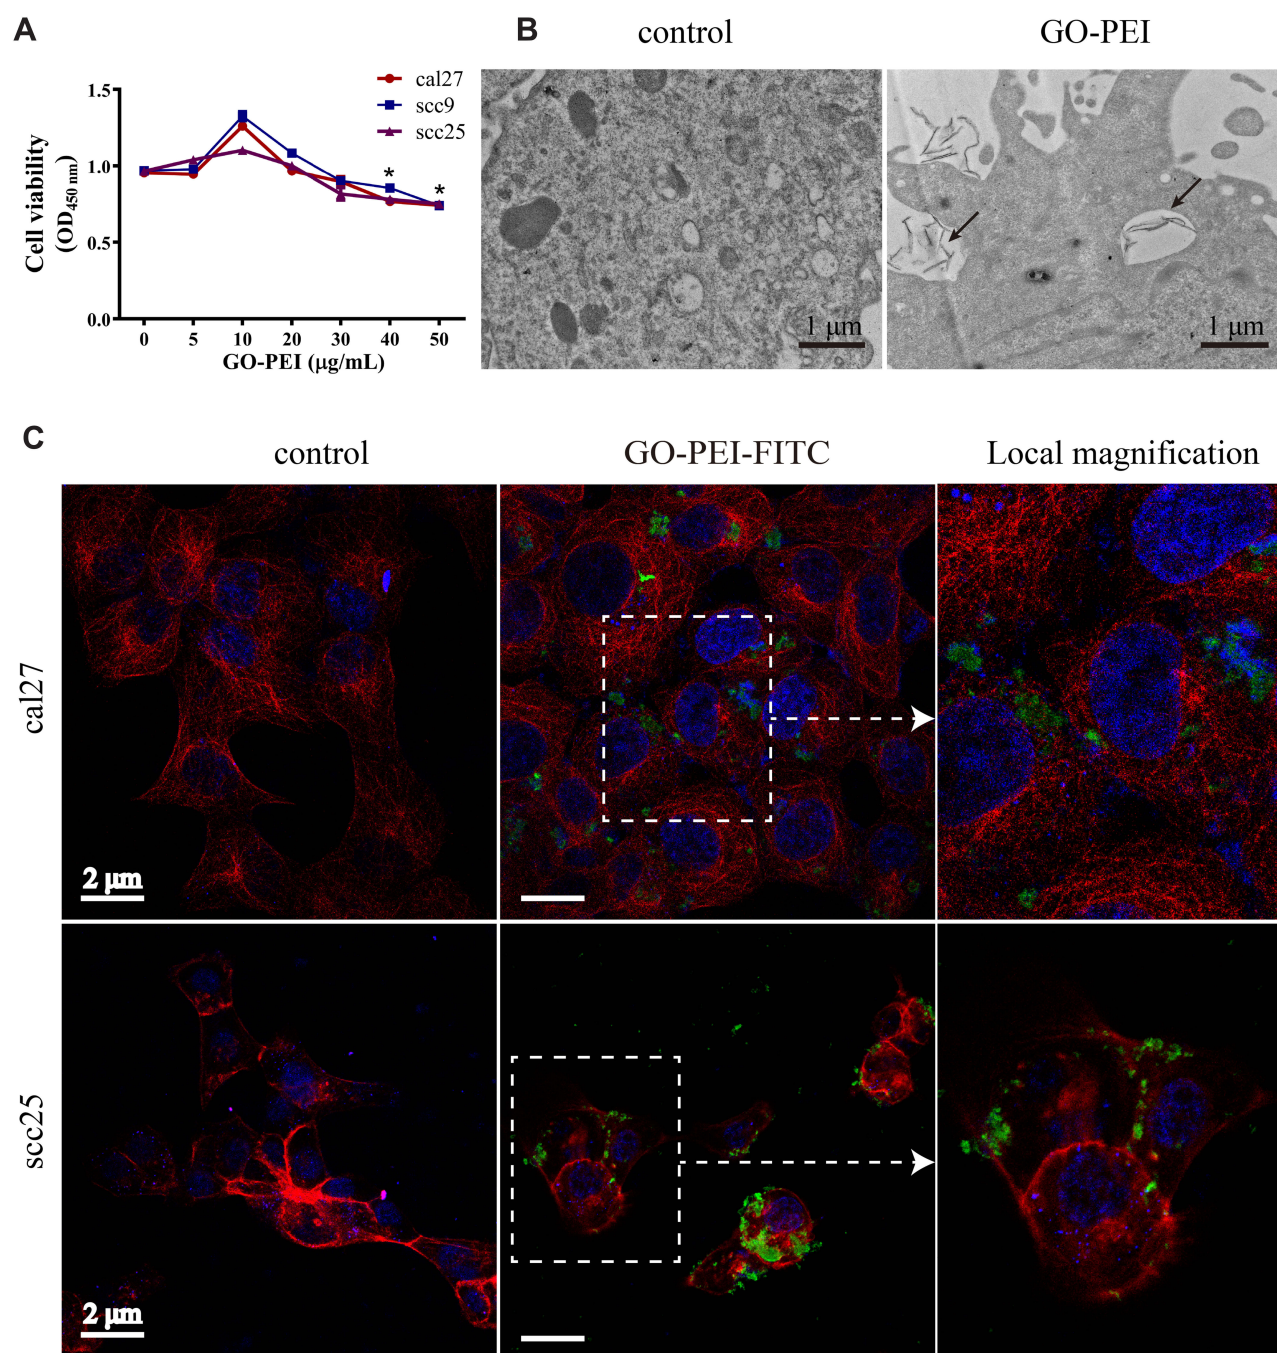 A
B
control
GO-PEI
cal27
scc9
scc25
Cell viability
(OD450 nm)
1.5
1.0
0.5
0.0
*
*
0 5 10 20 30 40 50
GO-PEI (μg/mL)
1 μm
1 μm
C
control
GO-PEI-FITC
Local magnification
cal27
2 μm
scc25
2 μm